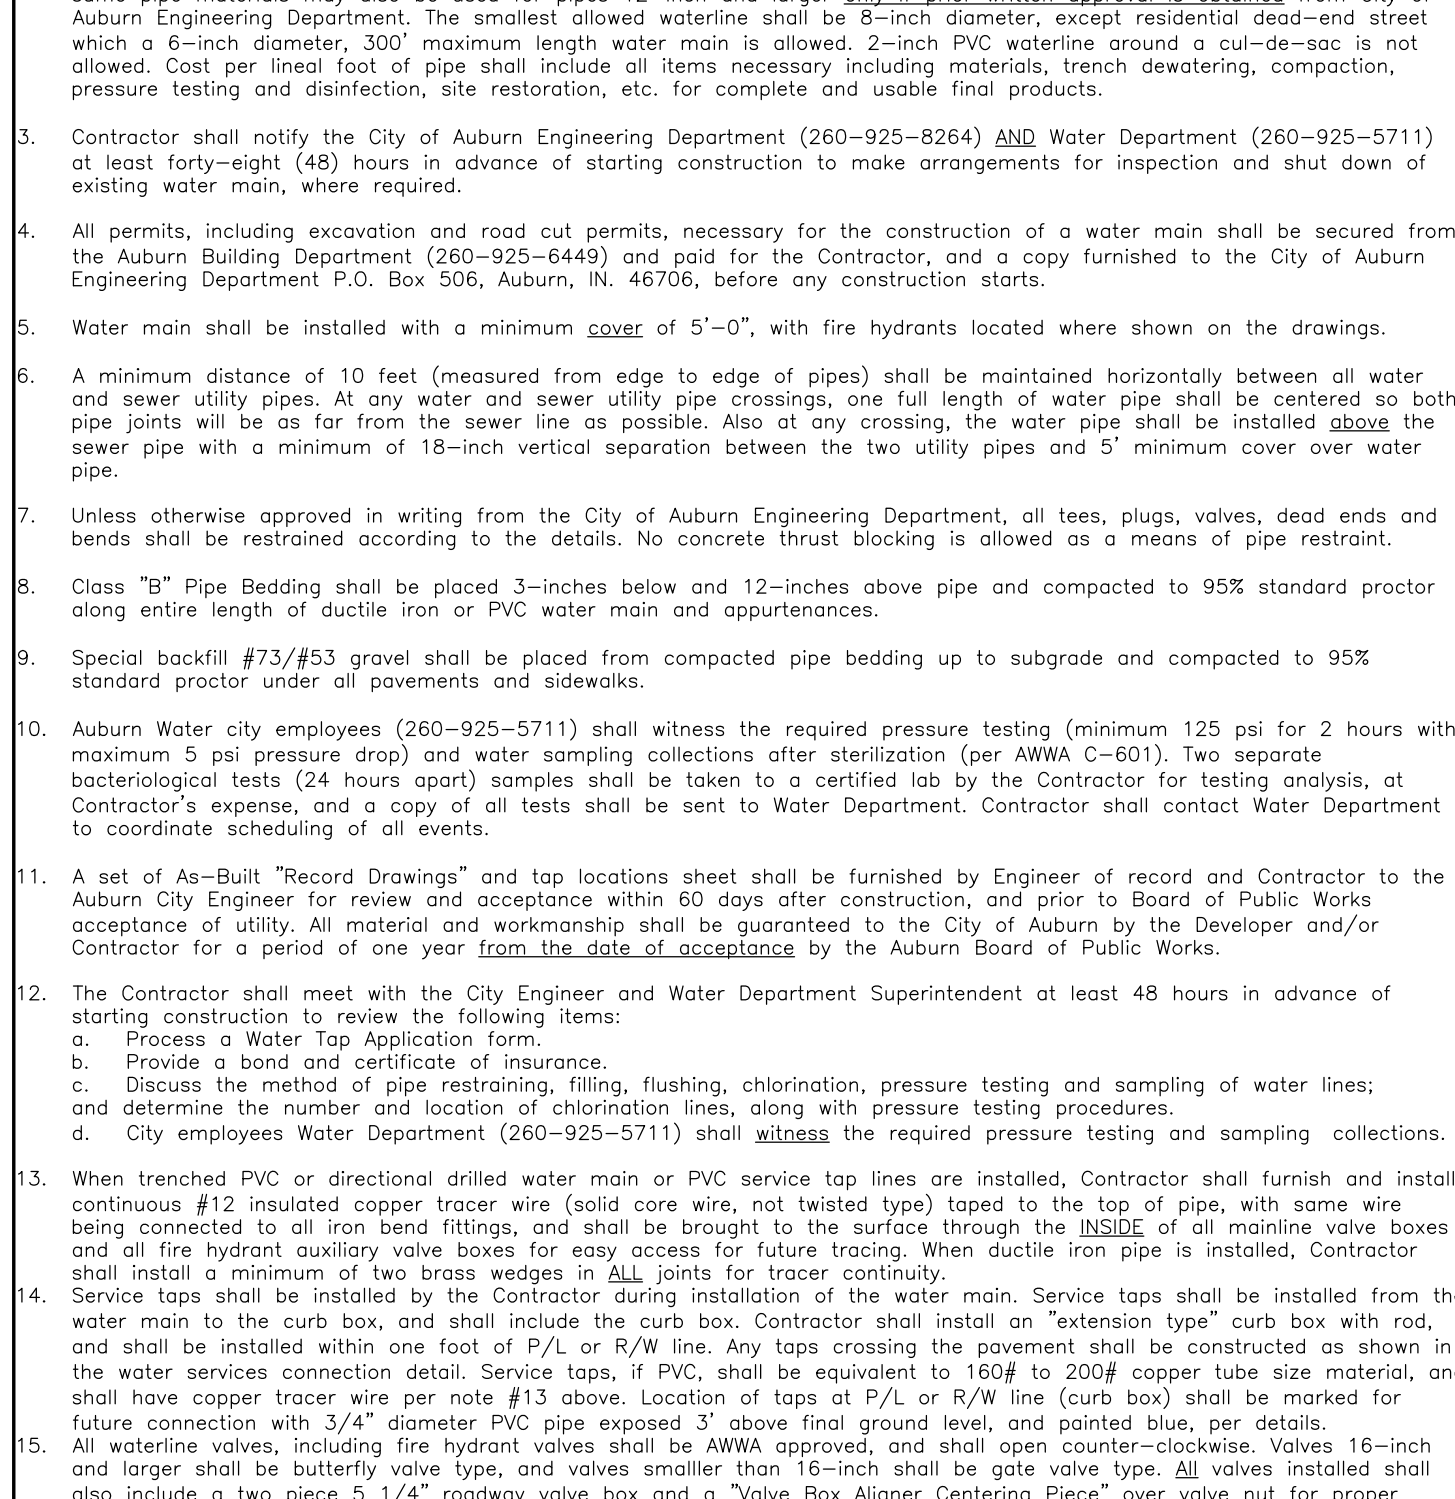 same pipe materials may also be used for pipes 12-inch and larger only if prior written approval is obtained from City of
Auburn Engineering Department. The smallest allowed waterline shall be 8-inch diameter, except residential dead-end street
which a 6-inch diameter, 300' maximum length water main is allowed. 2-inch PVC waterline around a cul-de-sac is not
allowed. Cost per lineal foot of pipe shall include all items necessary including materials, trench dewatering, compaction,
pressure testing and disinfection, site restoration, etc. for complete and usable final products.
3. Contractor shall notify the City of Auburn Engineering Department (260-925-8264) AND Water Department (260-925-5711)
at least forty-eight (48) hours in advance of starting construction to make arrangements for inspection and shut down of
existing water main, where required.
4. All permits, including excavation and road cut permits, necessary for the construction of a water main shall be secured from
the Auburn Building Department (260-925-6449) and paid for the Contractor, and a copy furnished to the City of Auburn
Engineering Department P.O. Box 506, Auburn, IN. 46706, before any construction starts.
5. Water main shall be installed with a minimum cover of 5'-0", with fire hydrants located where shown on the drawings.
6. A minimum distance of 10 feet (measured from edge to edge of pipes) shall be maintained horizontally between all water
and sewer utility pipes. At any water and sewer utility pipe crossings, one full length of water pipe shall be centered so both
pipe joints will be as far from the sewer line as possible. Also at any crossing, the water pipe shall be installed above the
sewer pipe with a minimum of 18-inch vertical separation between the two utility pipes and 5' minimum cover over water
pipe.
7. Unless otherwise approved in writing from the City of Auburn Engineering Department, all tees, plugs, valves, dead ends and
bends shall be restrained according to the details. No concrete thrust blocking is allowed as a means of pipe restraint.
8. Class "B" Pipe Bedding shall be placed 3-inches below and 12-inches above pipe and compacted to 95% standard proctor
along entire length of ductile iron or PVC water main and appurtenances.
9. Special backfill #73/#53 gravel shall be placed from compacted pipe bedding up to subgrade and compacted to 95%
standard proctor under all pavements and sidewalks.
10. Auburn Water city employees (260-925-5711) shall witness the required pressure testing (minimum 125 psi for 2 hours with
maximum 5 psi pressure drop) and water sampling collections after sterilization (per AWWA C-601). Two separate
bacteriological tests (24 hours apart) samples shall be taken to a certified lab by the Contractor for testing analysis, at
Contractor's expense, and a copy of all tests shall be sent to Water Department. Contractor shall contact Water Department
to coordinate scheduling of all events.
11. A set of As-Built "Record Drawings" and tap locations sheet shall be furnished by Engineer of record and Contractor to the
Auburn City Engineer for review and acceptance within 60 days after construction, and prior to Board of Public Works
acceptance of utility. All material and workmanship shall be guaranteed to the City of Auburn by the Developer and/or
Contractor for a period of one year from the date of acceptance by the Auburn Board of Public Works.
12. The Contractor shall meet with the City Engineer and Water Department Superintendent at least 48 hours in advance of
starting construction to review the following items:
a. Process a Water Tap Application form.
b. Provide a bond and certificate of insurance.
c. Discuss the method of pipe restraining, filling, flushing, chlorination, pressure testing and sampling of water lines;
and determine the number and location of chlorination lines, along with pressure testing procedures.
d. City employees Water Department (260-925-5711) shall witness the required pressure testing and sampling collections.
13. When trenched PVC or directional drilled water main or PVC service tap lines are installed, Contractor shall furnish and install
continuous #12 insulated copper tracer wire (solid core wire, not twisted type) taped to the top of pipe, with same wire
being connected to all iron bend fittings, and shall be brought to the surface through the INSIDE of all mainline valve boxes
and all fire hydrant auxiliary valve boxes for easy access for future tracing. When ductile iron pipe is installed, Contractor
shall install a minimum of two brass wedges in ALL joints for tracer continuity.
14. Service taps shall be installed by the Contractor during installation of the water main. Service taps shall be installed from th
water main to the curb box, and shall include the curb box. Contractor shall install an "extension type" curb box with rod,
and shall be installed within one foot of P/L or R/W line. Any taps crossing the pavement shall be constructed as shown in
the water services connection detail. Service taps, if PVC, shall be equivalent to 160# to 200# copper tube size material, an
shall have copper tracer wire per note #13 above. Location of taps at P/L or R/W line (curb box) shall be marked for
future connection with 3/4" diameter PVC pipe exposed 3' above final ground level, and painted blue, per details.
15. All waterline valves, including fire hydrant valves shall be AWWA approved, and shall open counter-clockwise. Valves 16-inch
and larger shall be butterfly valve type, and valves smalller than 16-inch shall be gate valve type. All valves installed shall
also include a two piece 5 1/4" roadway valve box and a "Valve Box Aligner Centering Piece" over valve nut for proper